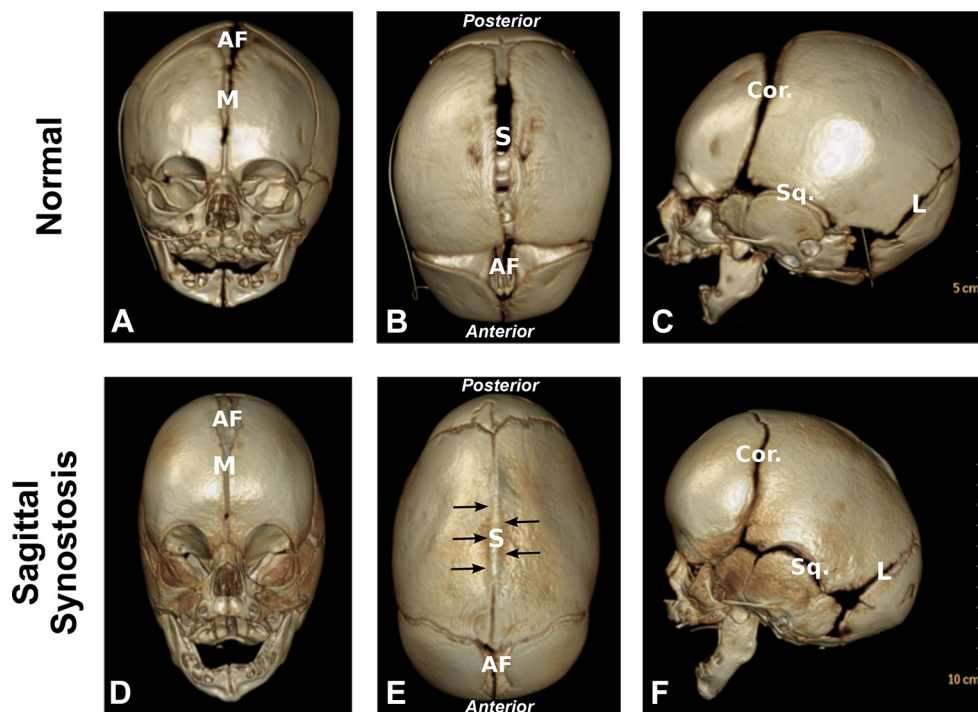 Normal
AF
M
A
Posterior
S
AF
B
Anterior
Cor.
Sq.
L
5 cm
C
Sagittal
Synostosis
AF
M
D
Posterior
S
AF
E
Anterior
Cor.
Sq.
L
10 cm
F